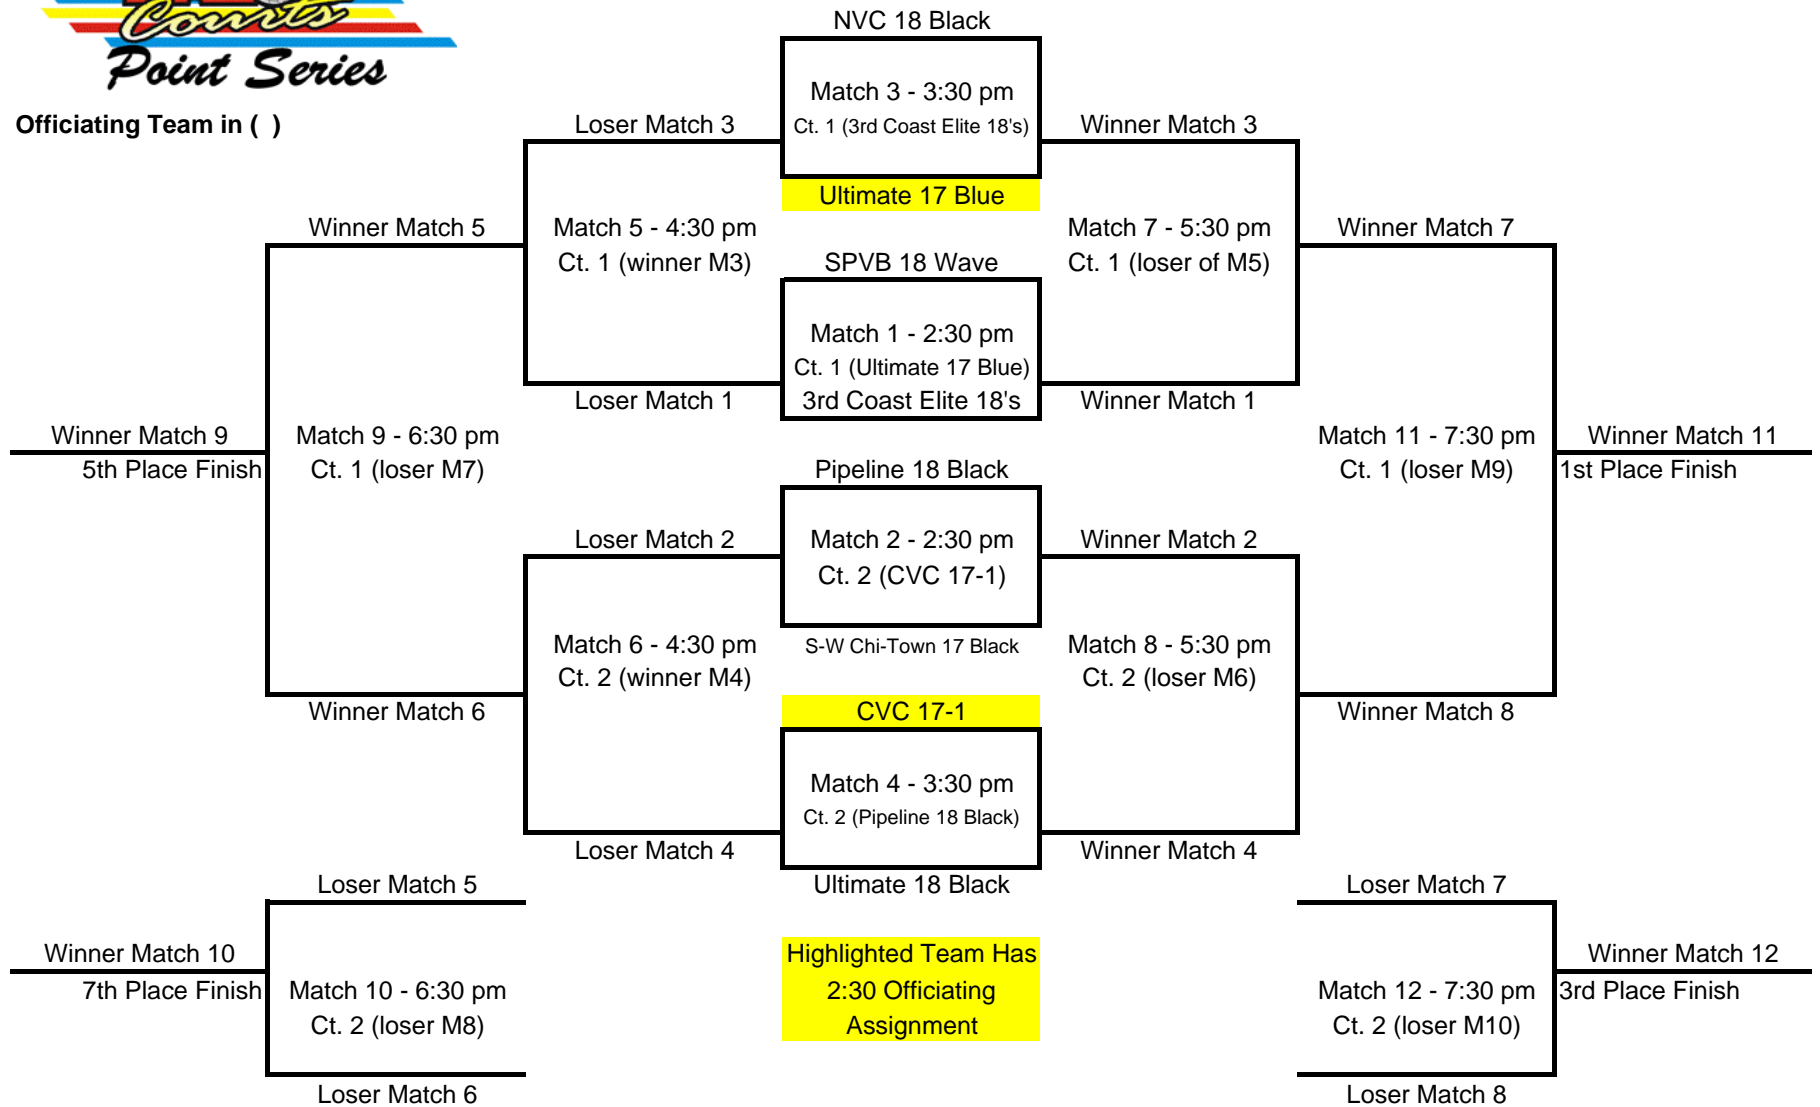 Courts
Point Series
Officiating Team in ( )
NVC 18 Black
Match 3 - 3:30 pm
Ct. 1 (3rd Coast Elite 18's)
Loser Match 3
Winner Match 3
Ultimate 17 Blue
Winner Match 5
Match 5 - 4:30 pm
Ct. 1 (winner M3)
Match 7 - 5:30 pm
Ct. 1 (loser of M5)
Winner Match 7
SPVB 18 Wave
Match 1 - 2:30 pm
Ct. 1 (Ultimate 17 Blue)
3rd Coast Elite 18's
Loser Match 1
Winner Match 1
Winner Match 9
5th Place Finish
Match 9 - 6:30 pm
Ct. 1 (loser M7)
Match 11 - 7:30 pm
Ct. 1 (loser M9)
Winner Match 11
1st Place Finish
Pipeline 18 Black
Loser Match 2
Match 2 - 2:30 pm
Ct. 2 (CVC 17-1)
Winner Match 2
S-W Chi-Town 17 Black
Match 6 - 4:30 pm
Ct. 2 (winner M4)
Match 8 - 5:30 pm
Ct. 2 (loser M6)
Winner Match 6
CVC 17-1
Winner Match 8
Match 4 - 3:30 pm
Ct. 2 (Pipeline 18 Black)
Loser Match 4
Winner Match 4
Ultimate 18 Black
Loser Match 5
Loser Match 7
Winner Match 10
7th Place Finish
Match 10 - 6:30 pm
Ct. 2 (loser M8)
Highlighted Team Has
2:30 Officiating
Assignment
Match 12 - 7:30 pm
Ct. 2 (loser M10)
Winner Match 12
3rd Place Finish
Loser Match 6
Loser Match 8